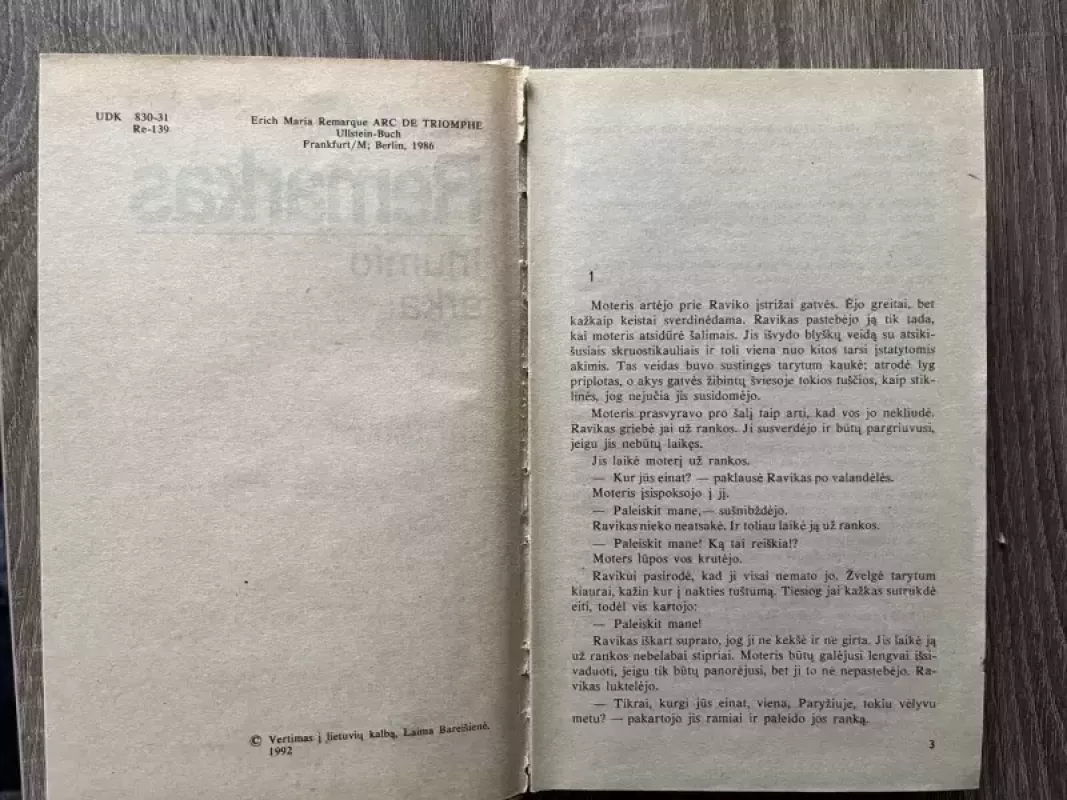 UDK 830-31
Re-139
Erich Maria Remarque ARC DE TRIOMPHE
Ullstein-Buch
Frankfurt/M; Berlin, 1986
Remarkas
© Vertimas į lietuvių kalbą, Laima Bareišienė,
1992
1
Moteris artėjo prie Raviko įstrižai gatvės. Ėjo greitai, bet
kažkaip keistai sverdinėdama. Ravikas pastebėjo ją tik tada,
kai moteris atsidūrė šalimais. Jis išvydo blyškų veidą su atsiki-
šusiais skruostikauliais ir toli viena nuo kitos tarsi įstatytomis
akimis. Tas veidas buvo sustingęs tarytum kaukė; atrodė lyg
priplotas, o akys gatvės žibintų šviesoje tokios tuščios, kaip stik-
linės, jog nejučia jis susidomėjo.
Moteris prasvyravo pro šalį taip arti, kad vos jo nekliudė.
Ravikas griebė jai už rankos. Ji susverdėjo ir būtų pargriuvusi,
jeigu jis nebūtų laikęs.
Jis laikė moterį už rankos.
— Kur jūs einat? — paklausė Ravikas po valandėlės.
Moteris įsispoksojo į jį.
— Paleiskit mane,— sušnibždėjo.
Ravikas nieko neatsakė. Ir toliau laikė ją už rankos.
— Paleiskit mane! Ką tai reiškia!?
Moters lūpos vos krutėjo.
Ravikui pasirodė, kad ji visai nemato jo. Žvelgė tarytum
kiaurai, kažin kur į nakties tuštumą. Tiesiog jai kažkas sutrukdė
eiti, todėl vis kartojo:
— Paleiskit mane!
Ravikas iškart suprato, jog ji ne kekšė ir ne girta. Jis laikė ją
už rankos nebelabai stipriai. Moteris būtų galėjusi lengvai išsi-
vaduoti, jeigu tik būtų panorėjusi, bet ji to nė nepastebėjo. Ra-
vikas luktelėjo.
— Tikrai, kurgi jūs einat, viena, Paryžiuje, tokiu vėlyvu
metu? — pakartojo jis ramiai ir paleido jos ranką.
3